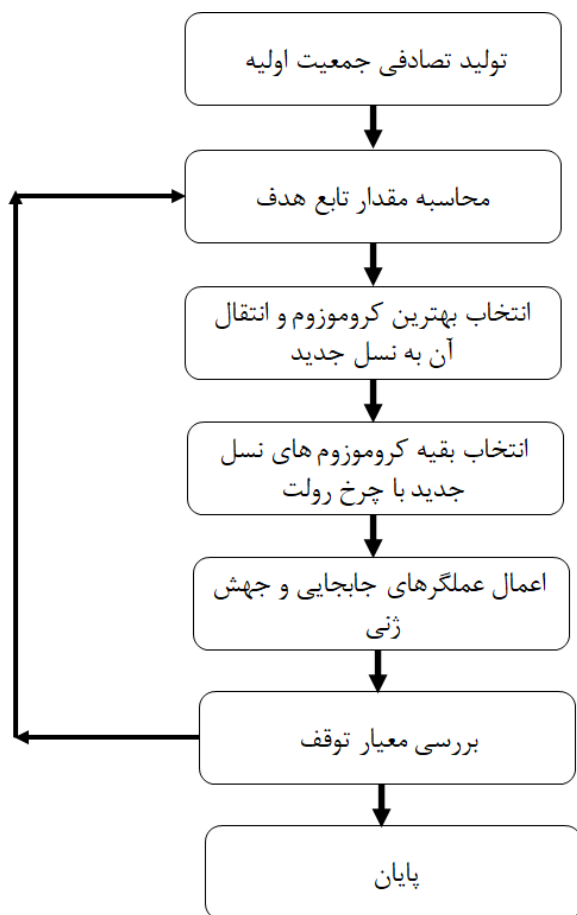 تولید تصادفی جمعیت اولیه
محاسبه مقدار تابع هدف
انتخاب بهترین کروموزوم و انتقال
آن به نسل جدید
انتخاب بقیه کروموزوم های نسل
جدید با چرخ رولت
اعمال عملگرهای جابجایی و جهش
ژنی
بررسی معیار توقف
پایان